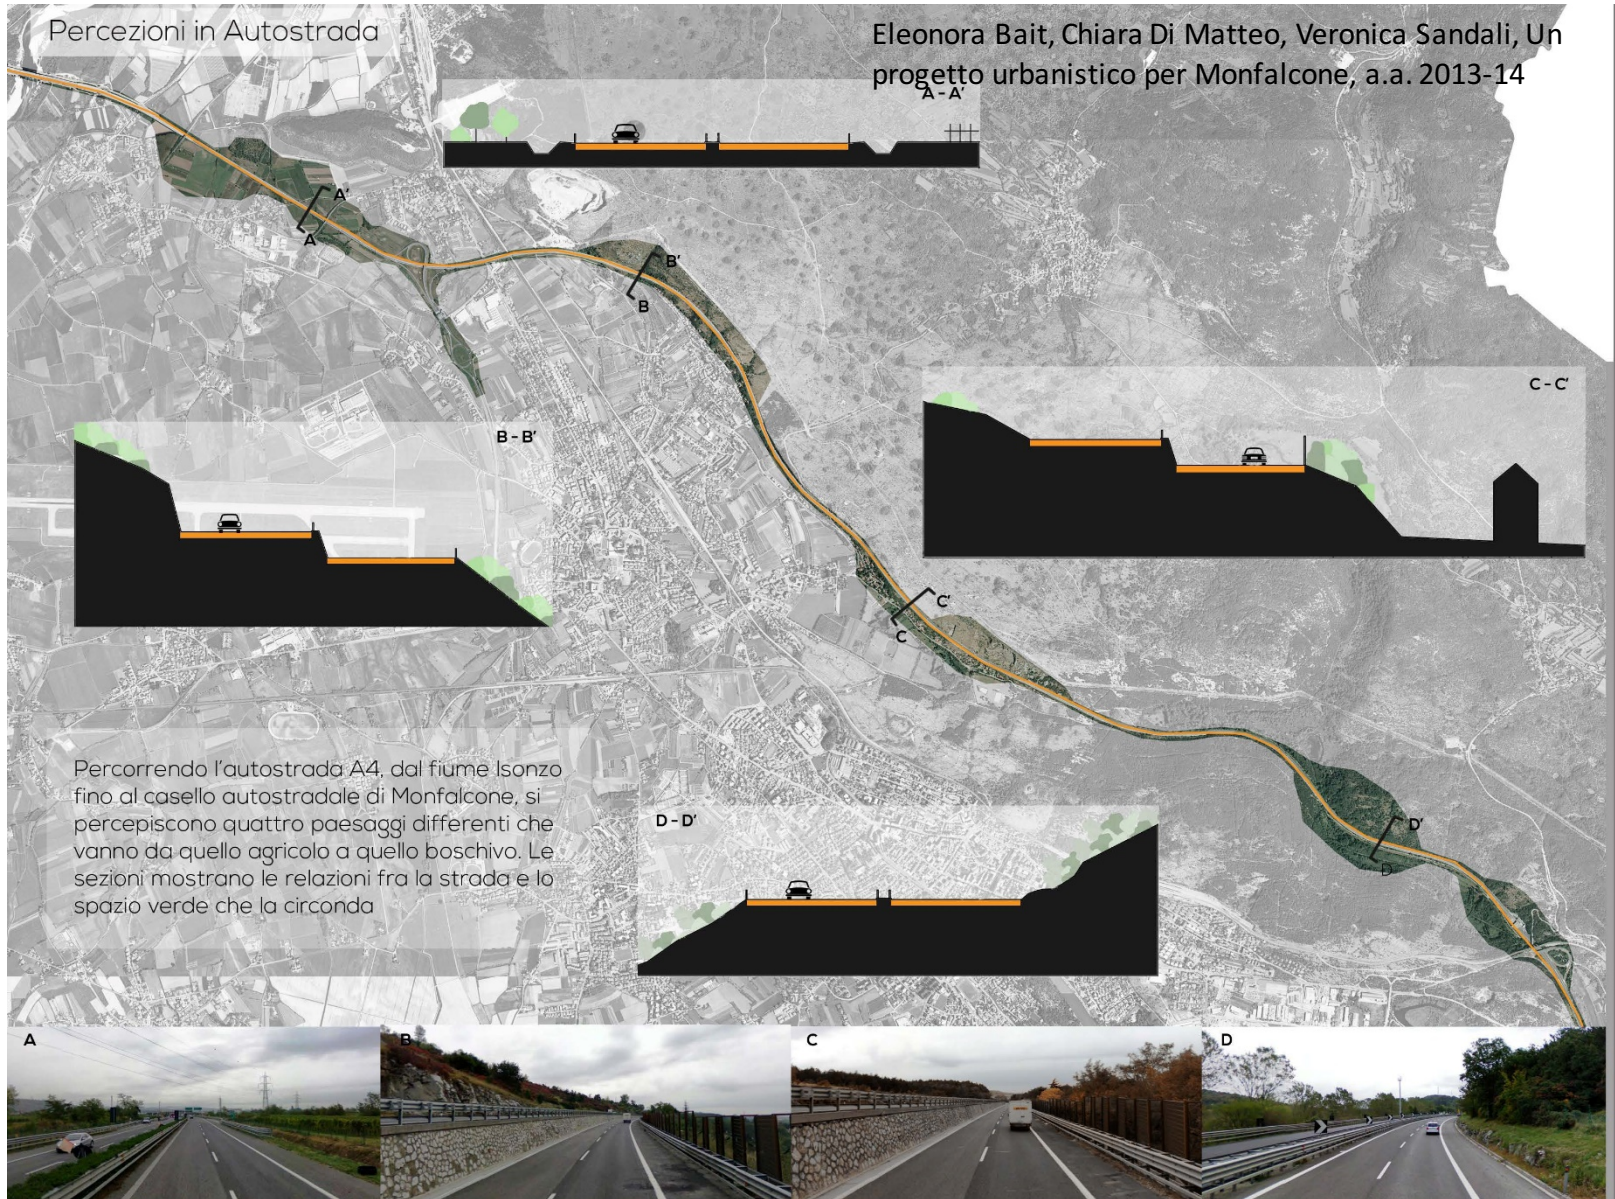 Percezioni in Autostrada
Eleonora Bait, Chiara Di Matteo, Veronica Sandali, Un
progetto urbanistico per Monfalcone, a.a. 2013-14
A - A'
A'
A
B'
B
C - C'
B - B'
C'
C
Percorrendo l'autostrada A4, dal fiume Isonzo
fino al casello autostradale di Monfalcone, si
percepiscono quattro paesaggi differenti che
vanno da quello agricolo a quello boschivo. Le
sezioni mostrano le relazioni fra la strada e lo
spazio verde che la circonda
D - D'
D'
D
A
B
C
D